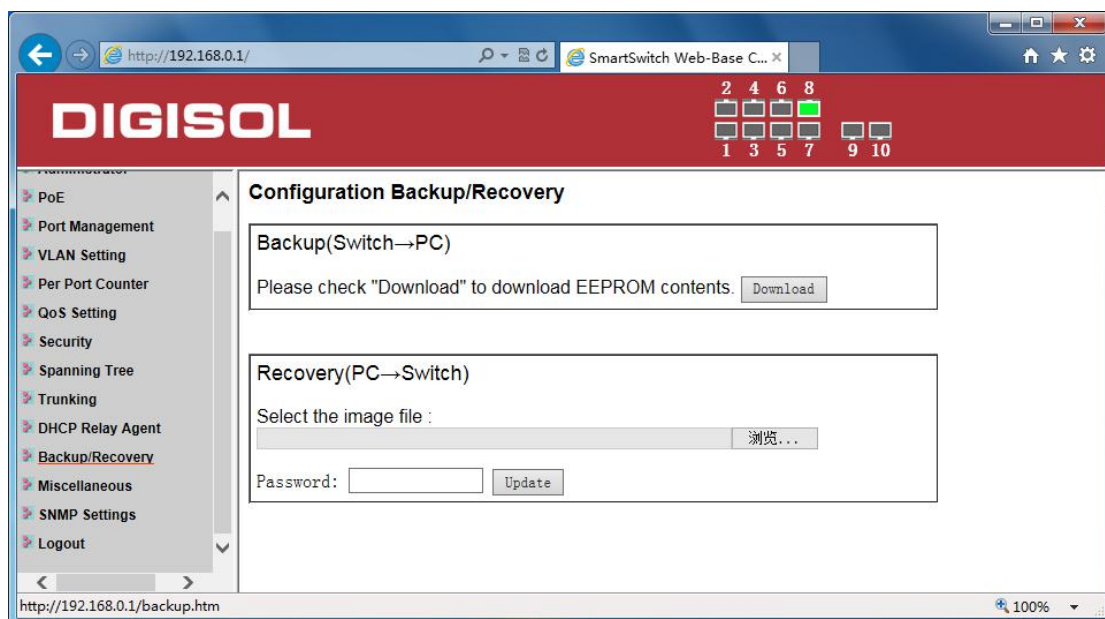 http://192.168.0.1/
SmartSwitch Web-Base C...
DIGISOL
2 4 6 8
1 3 5 7 9 10
Administrator
PoE
Port Management
VLAN Setting
Per Port Counter
QoS Setting
Security
Spanning Tree
Trunking
DHCP Relay Agent
Backup/Recovery
Miscellaneous
SNMP Settings
Logout
Configuration Backup/Recovery
Backup(Switch→PC)
Please check "Download" to download EEPROM contents. Download
Recovery(PC→Switch)
Select the image file :
浏览...
Password: Update
http://192.168.0.1/backup.htm
100%